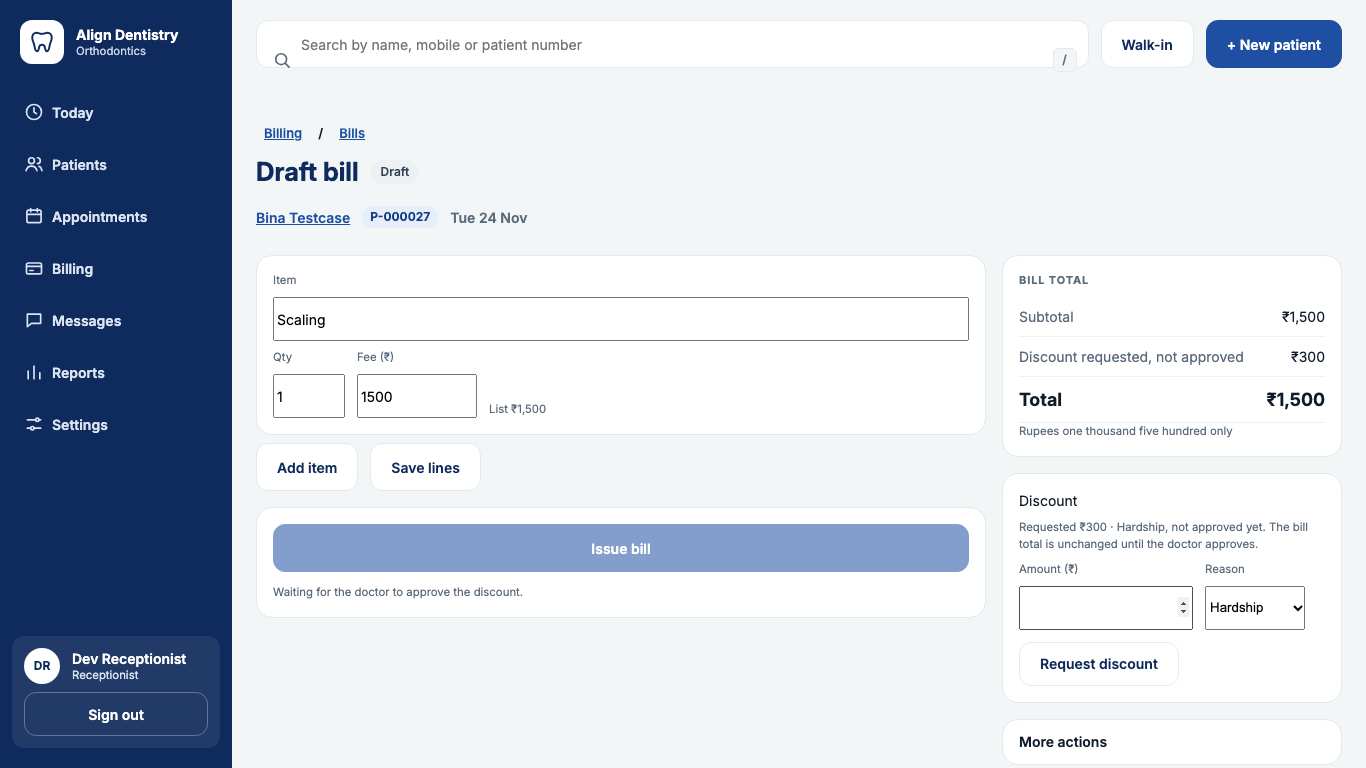 Align Dentistry
Orthodontics
Today
Patients
Appointments
Billing
Messages
Reports
Settings
DR
Dev Receptionist
Receptionist
Sign out
Search by name, mobile or patient number
/
Walk-in
+ New patient
Billing / Bills
Draft bill Draft
Bina Testcase P-000027 Tue 24 Nov
Item
Scaling
Qty Fee (₹)
1 1500 List ₹1,500
Add item Save lines
Issue bill
Waiting for the doctor to approve the discount.
BILL TOTAL
Subtotal ₹1,500
Discount requested, not approved ₹300
Total ₹1,500
Rupees one thousand five hundred only
Discount
Requested ₹300 · Hardship, not approved yet. The bill
total is unchanged until the doctor approves.
Amount (₹) Reason
Hardship
Request discount
More actions